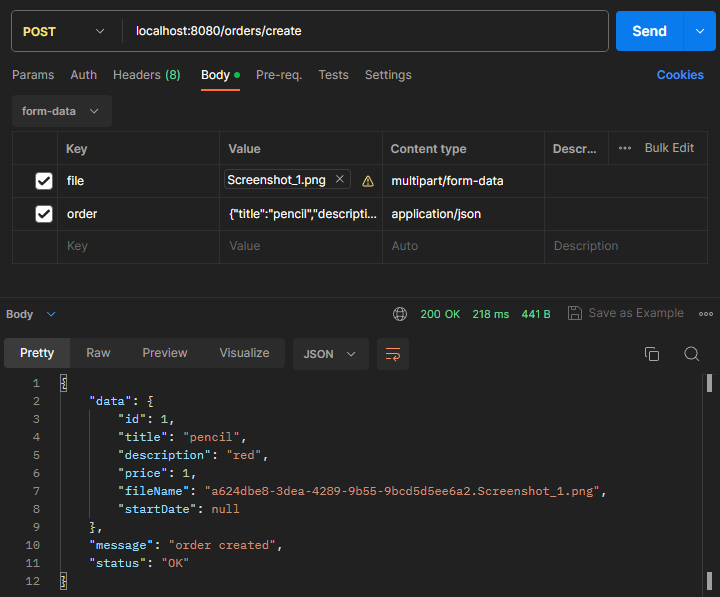 POST localhost:8080/orders/create Send
Params Auth Headers (8) Body Pre-req. Tests Settings Cookies
form-data
Key Value Content type Descr... Bulk Edit
file Screenshot_1.png multipart/form-data
order {"title":"pencil","descripti... application/json
Key Value Auto Description
Body 200 OK 218 ms 441 B Save as Example
Pretty Raw Preview Visualize JSON
1 {
2 "data": {
3 "id": 1,
4 "title": "pencil",
5 "description": "red",
6 "price": 1,
7 "fileName": "a624dbe8-3dea-4289-9b55-9bcd5d5ee6a2.Screenshot_1.png",
8 "startDate": null
9 },
10 "message": "order created",
11 "status": "OK"
12 }